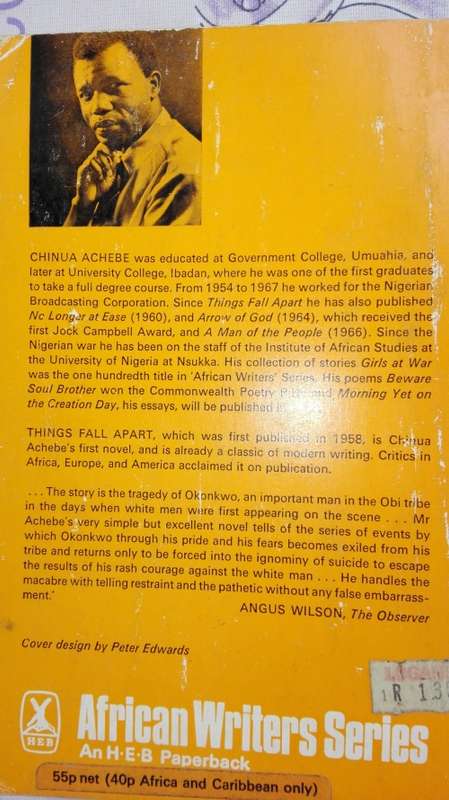 CHINUA ACHEBE was educated at Government College, Umuahia, and
later at University College, Ibadan, where he was one of the first graduates
to take a full degree course. From 1954 to 1967 he worked for the Nigerian
Broadcasting Corporation. Since Things Fall Apart he has also published
No Longer at Ease (1960), and Arrow of God (1964), which received the
first Jock Campbell Award, and A Man of the People (1966). Since the
Nigerian war he has been on the staff of the Institute of African Studies at
the University of Nigeria at Nsukka. His collection of stories Girls at War
was the one hundredth title in 'African Writers' Series. His poems Beware
Soul Brother won the Commonwealth Poetry and Morning Yet on
the Creation Day, his essays, will be published
THINGS FALL APART, which was first published in 1958, is Chinua
Achebe's first novel, and is already a classic of modern writing. Critics in
Africa, Europe, and America acclaimed it on publication.
... The story is the tragedy of Okonkwo, an important man in the Obi tribe
in the days when white men were first appearing on the scene ... Mr
Achebe's very simple but excellent novel tells of the series of events by
which Okonkwo through his pride and his fears becomes exiled from his
tribe and returns only to be forced into the ignominy of suicide to escape
the results of his rash courage against the white man ... He handles the
macabre with telling restraint and the pathetic without any false embarrass-
ment.'
ANGUS WILSON, The Observer
Cover design by Peter Edwards
1R
HEB
African Writers Series
An H·E·B Paperback
55p net (40p Africa and Caribbean only)